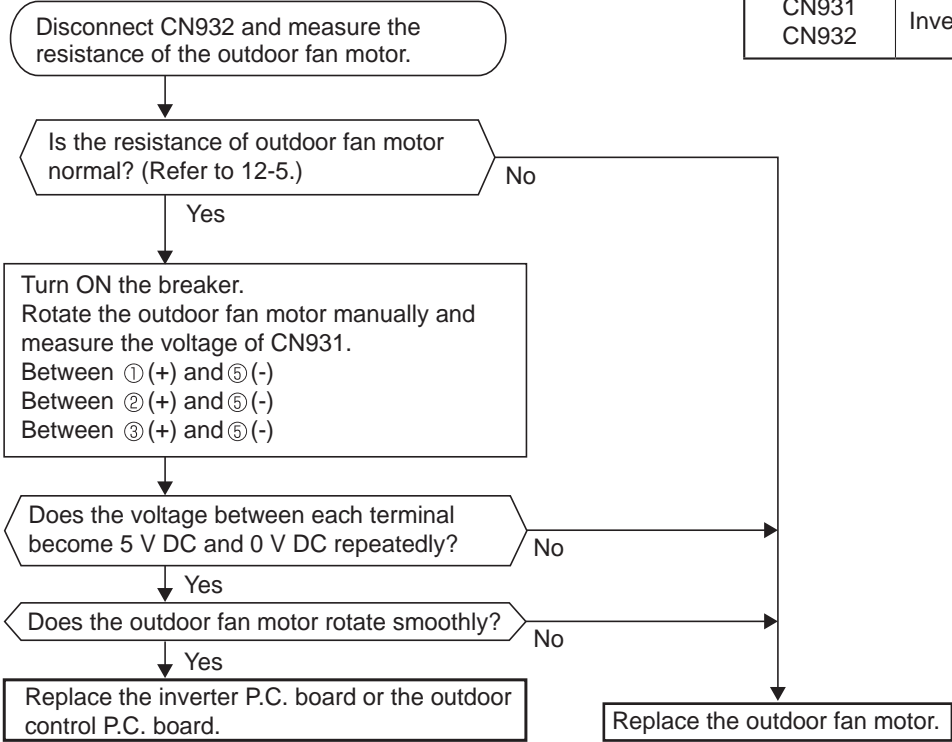 Disconnect CN932 and measure the
resistance of the outdoor fan motor.
CN931
CN932
Is the resistance of outdoor fan motor
normal? (Refer to 12-5.)
No
Yes
Turn ON the breaker.
Rotate the outdoor fan motor manually and
measure the voltage of CN931.
Between ① (+) and ⑤ (-)
Between ② (+) and ⑤ (-)
Between ③ (+) and ⑤ (-)
Does the voltage between each terminal
become 5 V DC and 0 V DC repeatedly?
No
Yes
Does the outdoor fan motor rotate smoothly?
No
Yes
Replace the inverter P.C. board or the outdoor
control P.C. board.
Replace the outdoor fan motor.